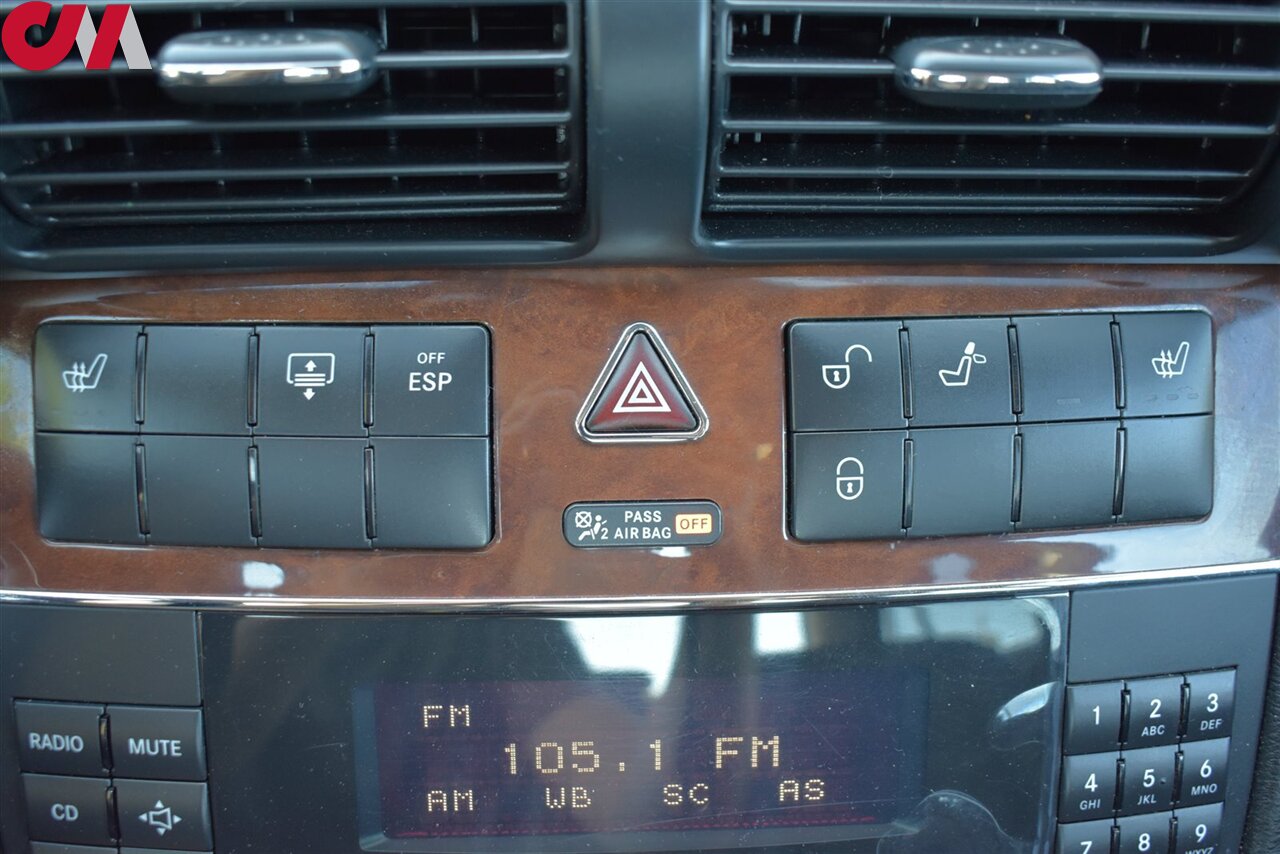 CM
OFF
ESP
PASS
2 AIR BAG OFF
RADIO MUTE
CD
FM
105.1 FM
AM WB SC AS
1 2 ABC 3 DEF
4 GHI 5 JKL 6 MNO
7 8 9